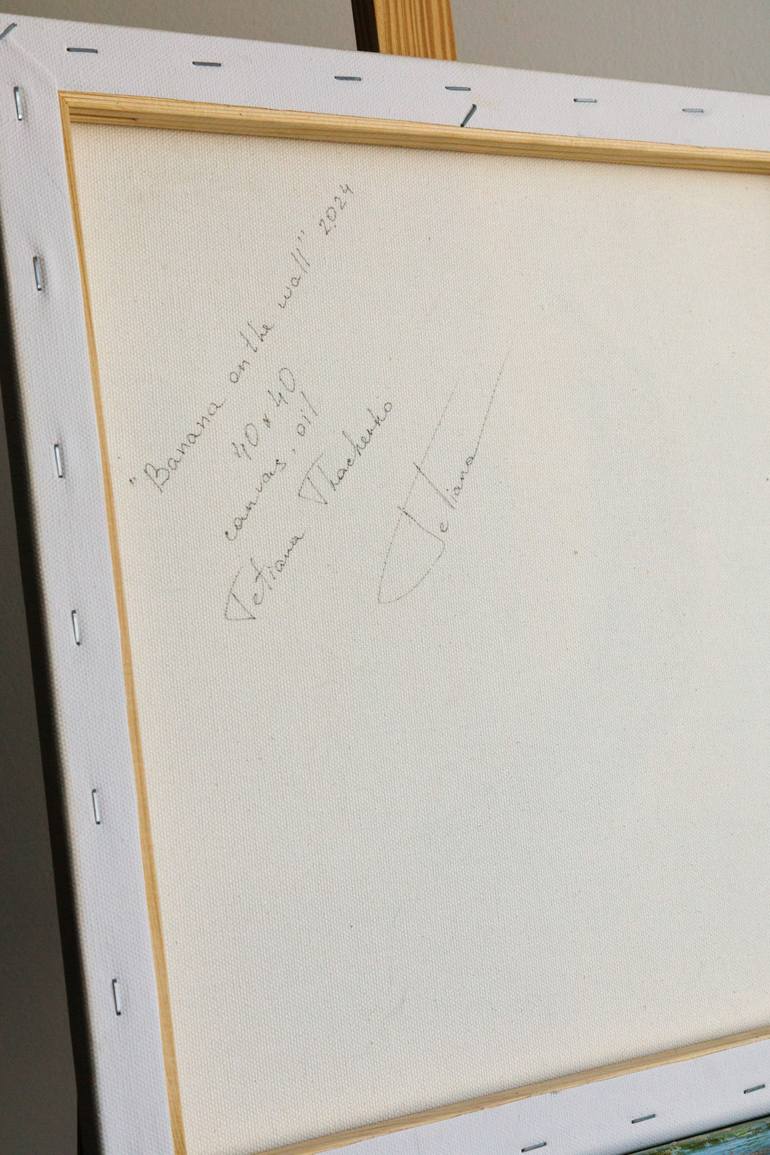 "Banana on the wall" 2024
40 x 40
canvas, oil
Tetiana Tkachenko
Tetiana